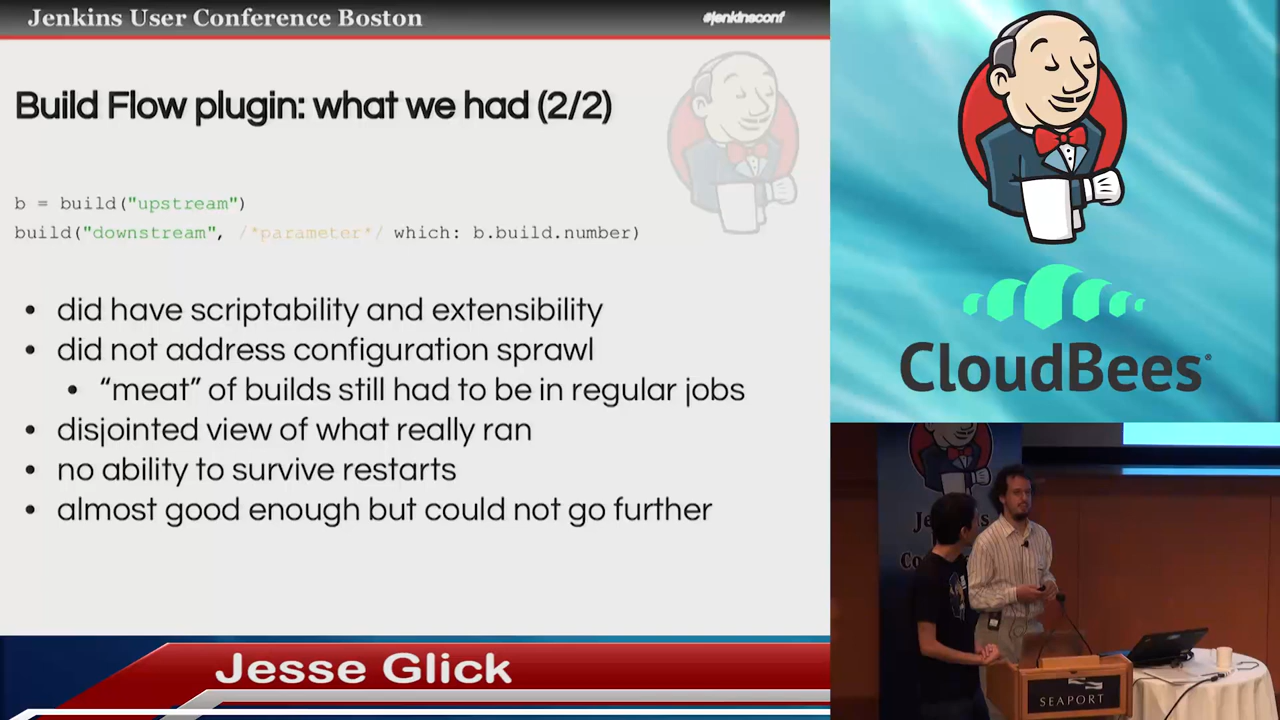 Jenkins User Conference Boston
#jenkinsconf
Build Flow plugin: what we had (2/2)
b = build("upstream")
build("downstream", /*parameter*/ which: b.build.number)
• did have scriptability and extensibility
• did not address configuration sprawl
• “meat” of builds still had to be in regular jobs
• disjointed view of what really ran
• no ability to survive restarts
• almost good enough but could not go further
Jesse Glick
CloudBees
SEAPORT